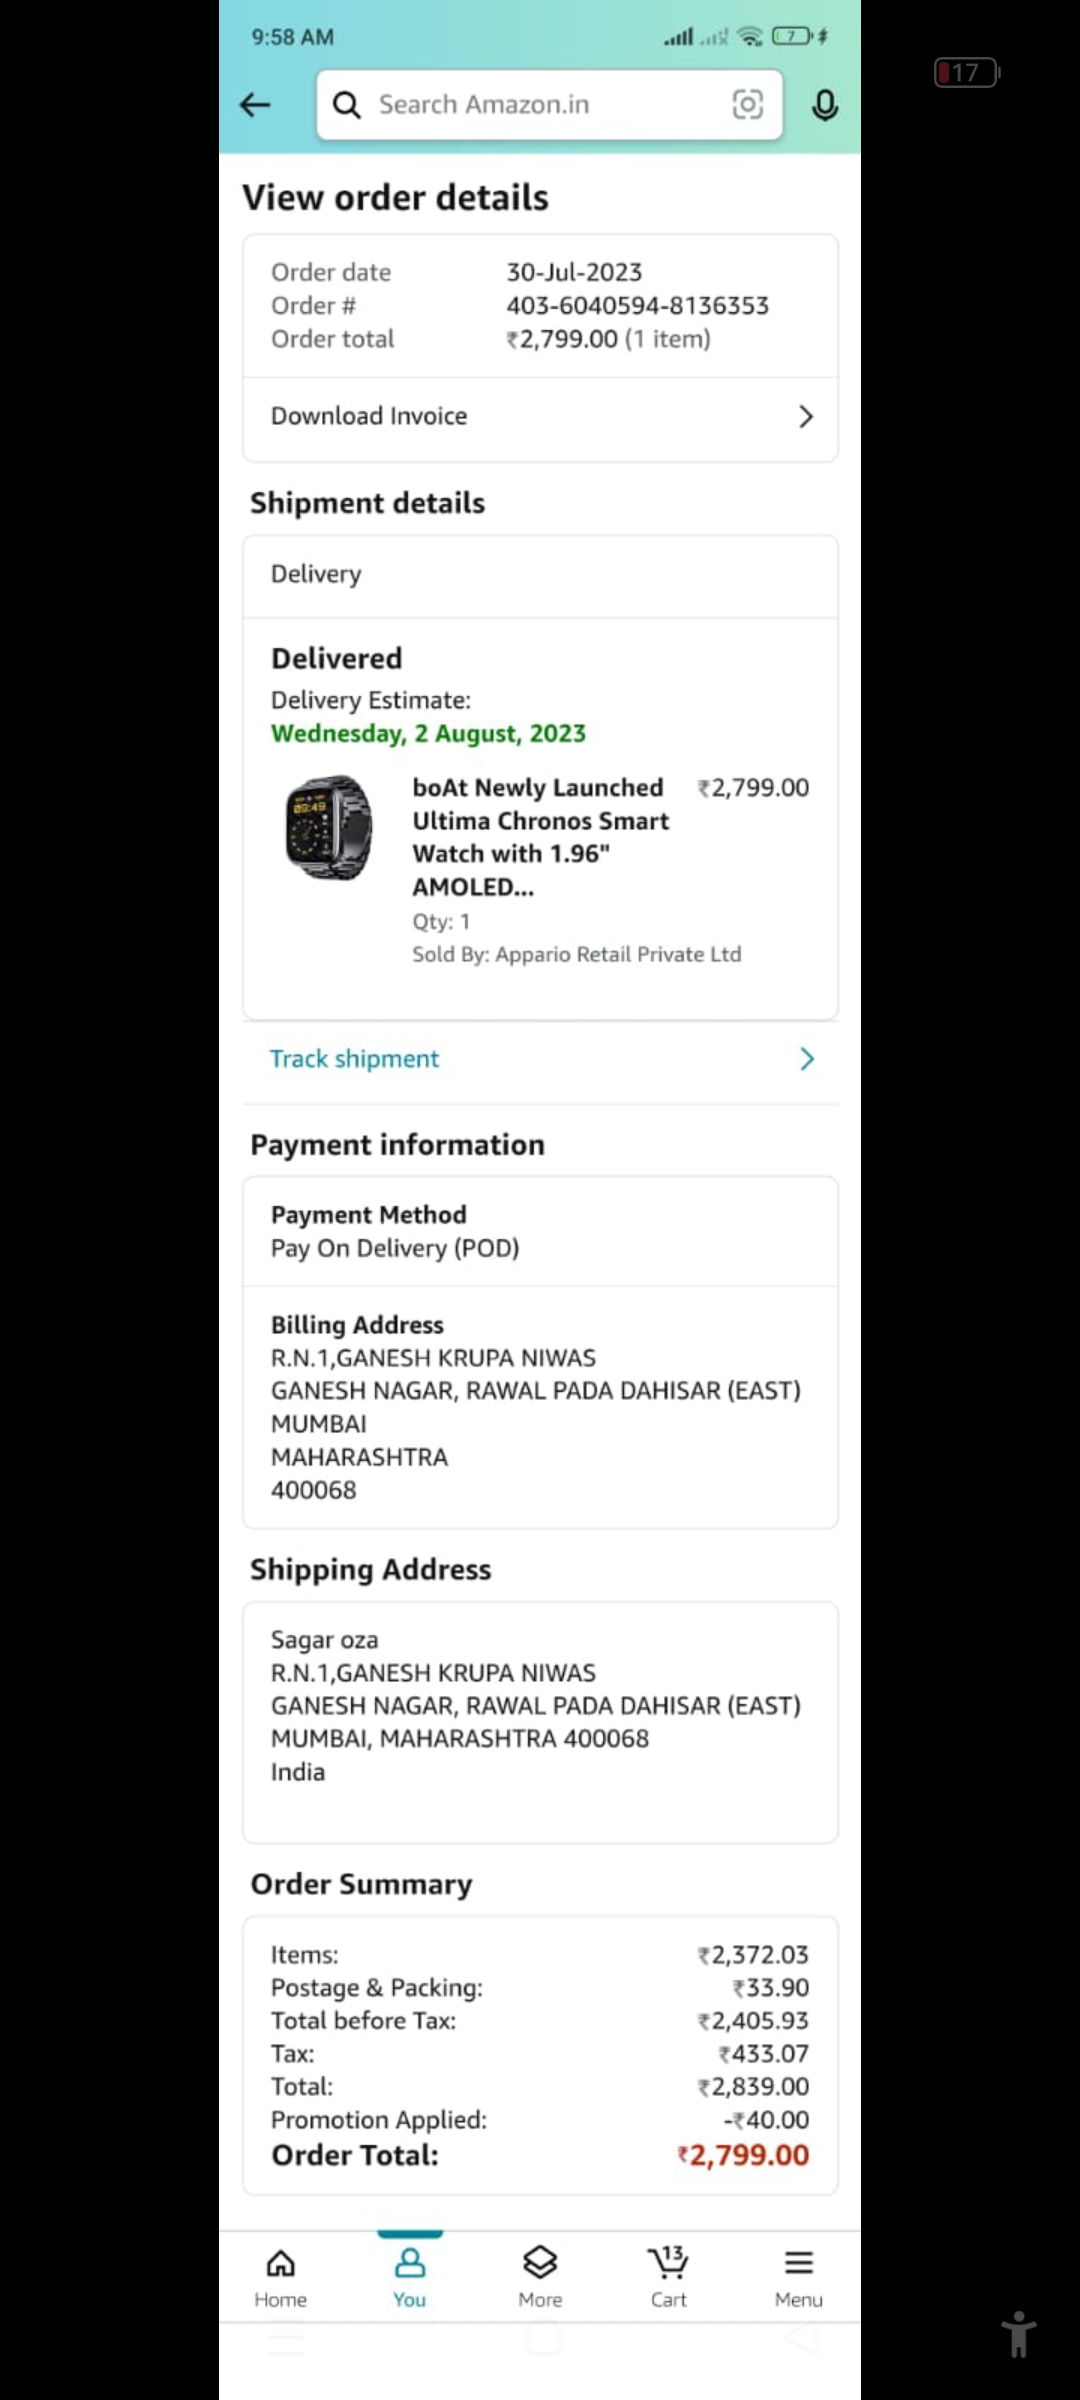 9:58 AM
7
17
Search Amazon.in
View order details
Order date 30-Jul-2023
Order # 403-6040594-8136353
Order total ₹2,799.00 (1 item)
Download Invoice
Shipment details
Delivery
Delivered
Delivery Estimate:
Wednesday, 2 August, 2023
09:49
boAt Newly Launched ₹2,799.00
Ultima Chronos Smart
Watch with 1.96"
AMOLED...
Qty: 1
Sold By: Appario Retail Private Ltd
Track shipment
Payment information
Payment Method
Pay On Delivery (POD)
Billing Address
R.N.1,GANESH KRUPA NIWAS
GANESH NAGAR, RAWAL PADA DAHISAR (EAST)
MUMBAI
MAHARASHTRA
400068
Shipping Address
Sagar oza
R.N.1,GANESH KRUPA NIWAS
GANESH NAGAR, RAWAL PADA DAHISAR (EAST)
MUMBAI, MAHARASHTRA 400068
India
Order Summary
Items: ₹2,372.03
Postage & Packing: ₹33.90
Total before Tax: ₹2,405.93
Tax: ₹433.07
Total: ₹2,839.00
Promotion Applied: -₹40.00
Order Total: ₹2,799.00
13
Home You More Cart Menu